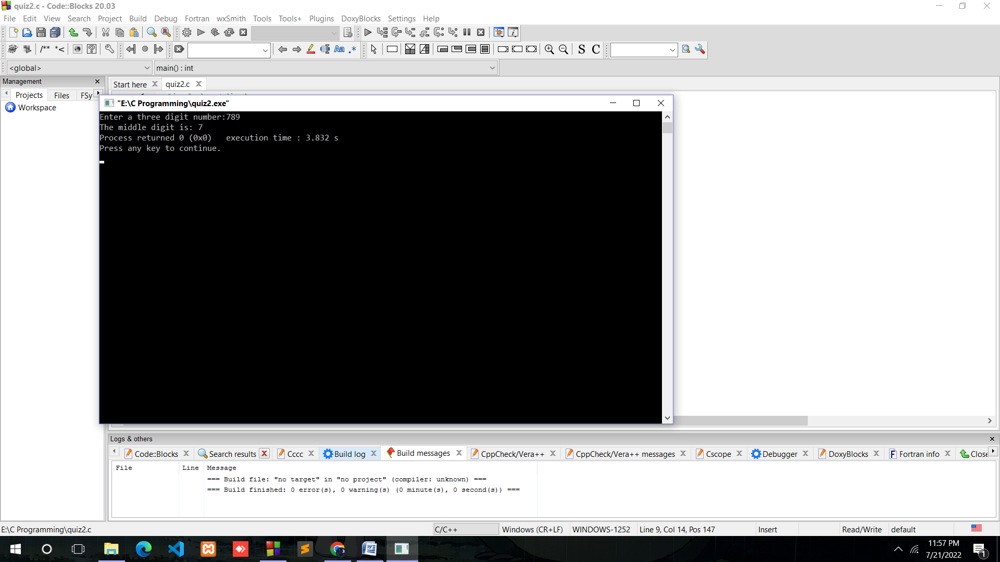 quiz2.c - Code::Blocks 20.03
File Edit View Search Project Build Debug Fortran wxSmith Tools Tools+ Plugins DoxyBlocks Settings Help
/** *<
Aa .* S C
<global> main() : int
Management
Start here quiz2.c
Projects Files FSy
Workspace
"E:\C Programming\quiz2.exe"
Enter a three digit number:789
The middle digit is: 7
Process returned 0 (0x0)   execution time : 3.832 s
Press any key to continue.
Logs & others
Code::Blocks Search results Cccc Build log Build messages CppCheck/Vera++ CppCheck/Vera++ messages Cscope Debugger DoxyBlocks Fortran info Close
File Line Message
=== Build file: "no target" in "no project" (compiler: unknown) ===
=== Build finished: 0 error(s), 0 warning(s) (0 minute(s), 0 second(s)) ===
E:\C Programming\quiz2.c C/C++ Windows (CR+LF) WINDOWS-1252 Line 9, Col 14, Pos 147 Insert Read/Write default
11:57 PM
7/21/2022
1